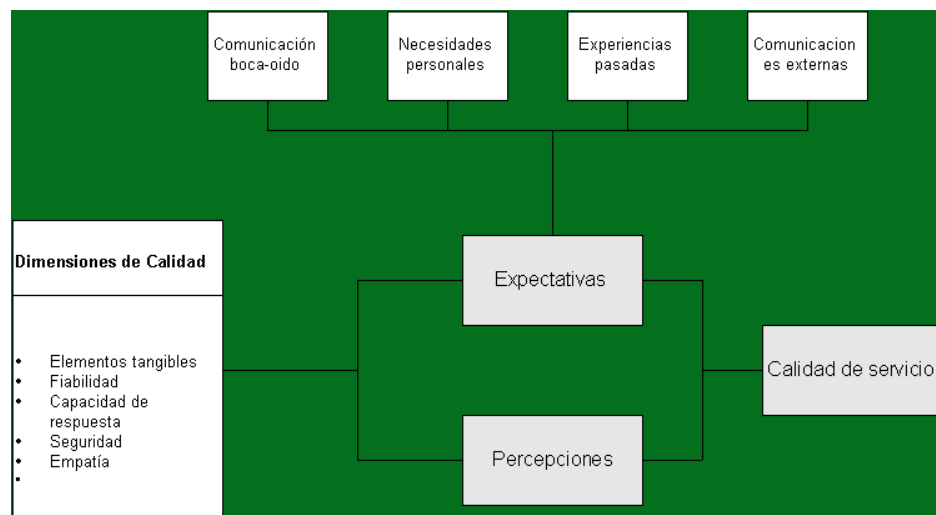 Comunicación
boca-oido
Necesidades
personales
Experiencias
pasadas
Comunicacion
es externas
Dimensiones de Calidad
• Elementos tangibles
• Fiabilidad
• Capacidad de
respuesta
• Seguridad
• Empatía
•
Expectativas
Percepciones
Calidad de servicio